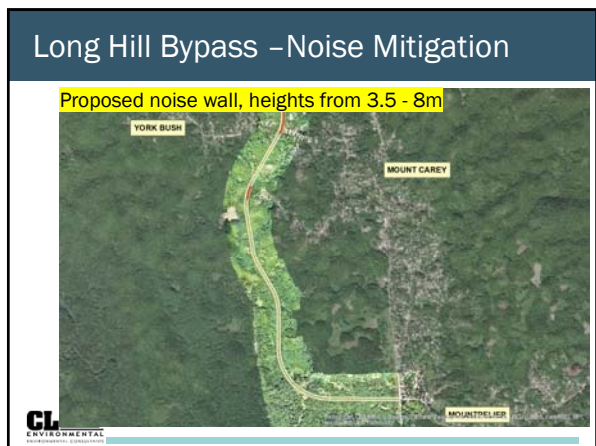 Long Hill Bypass –Noise Mitigation
Proposed noise wall, heights from 3.5 - 8m
YORK BUSH
MOUNT CAREY
MOUNTPELIER
CL
ENVIRONMENTAL